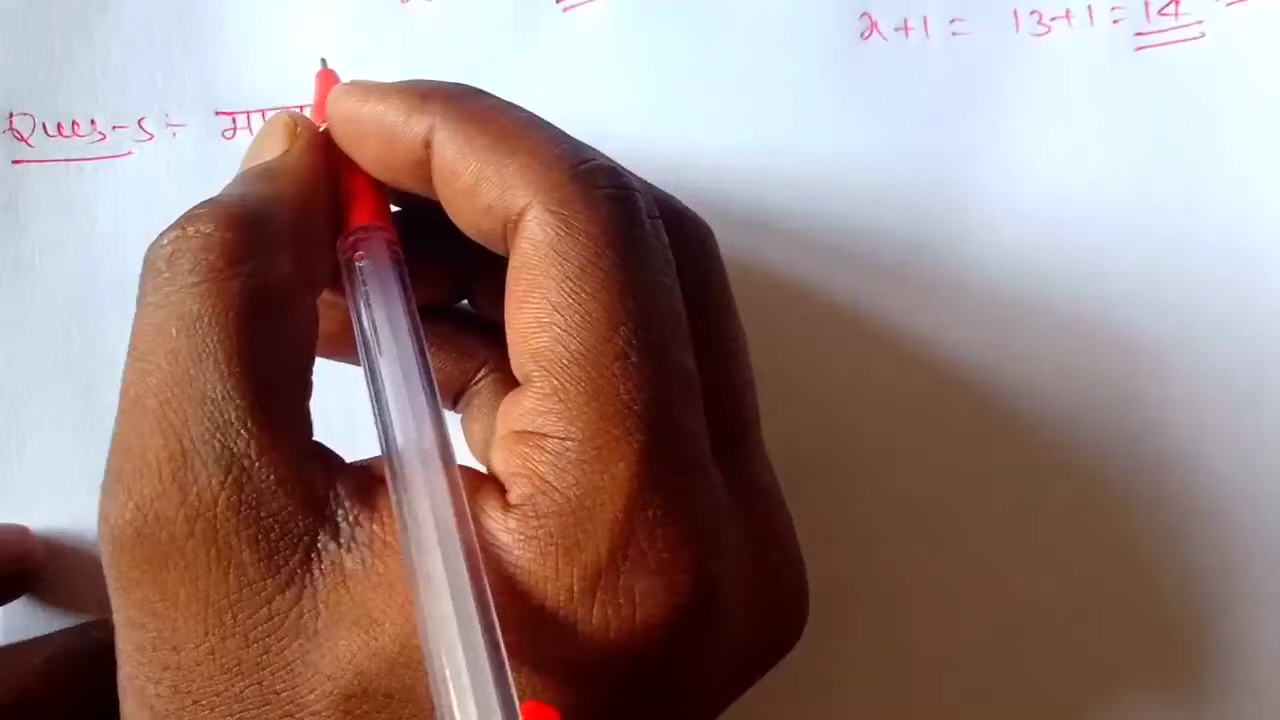 x+1 = 13+1 = 14
Ques-5:-